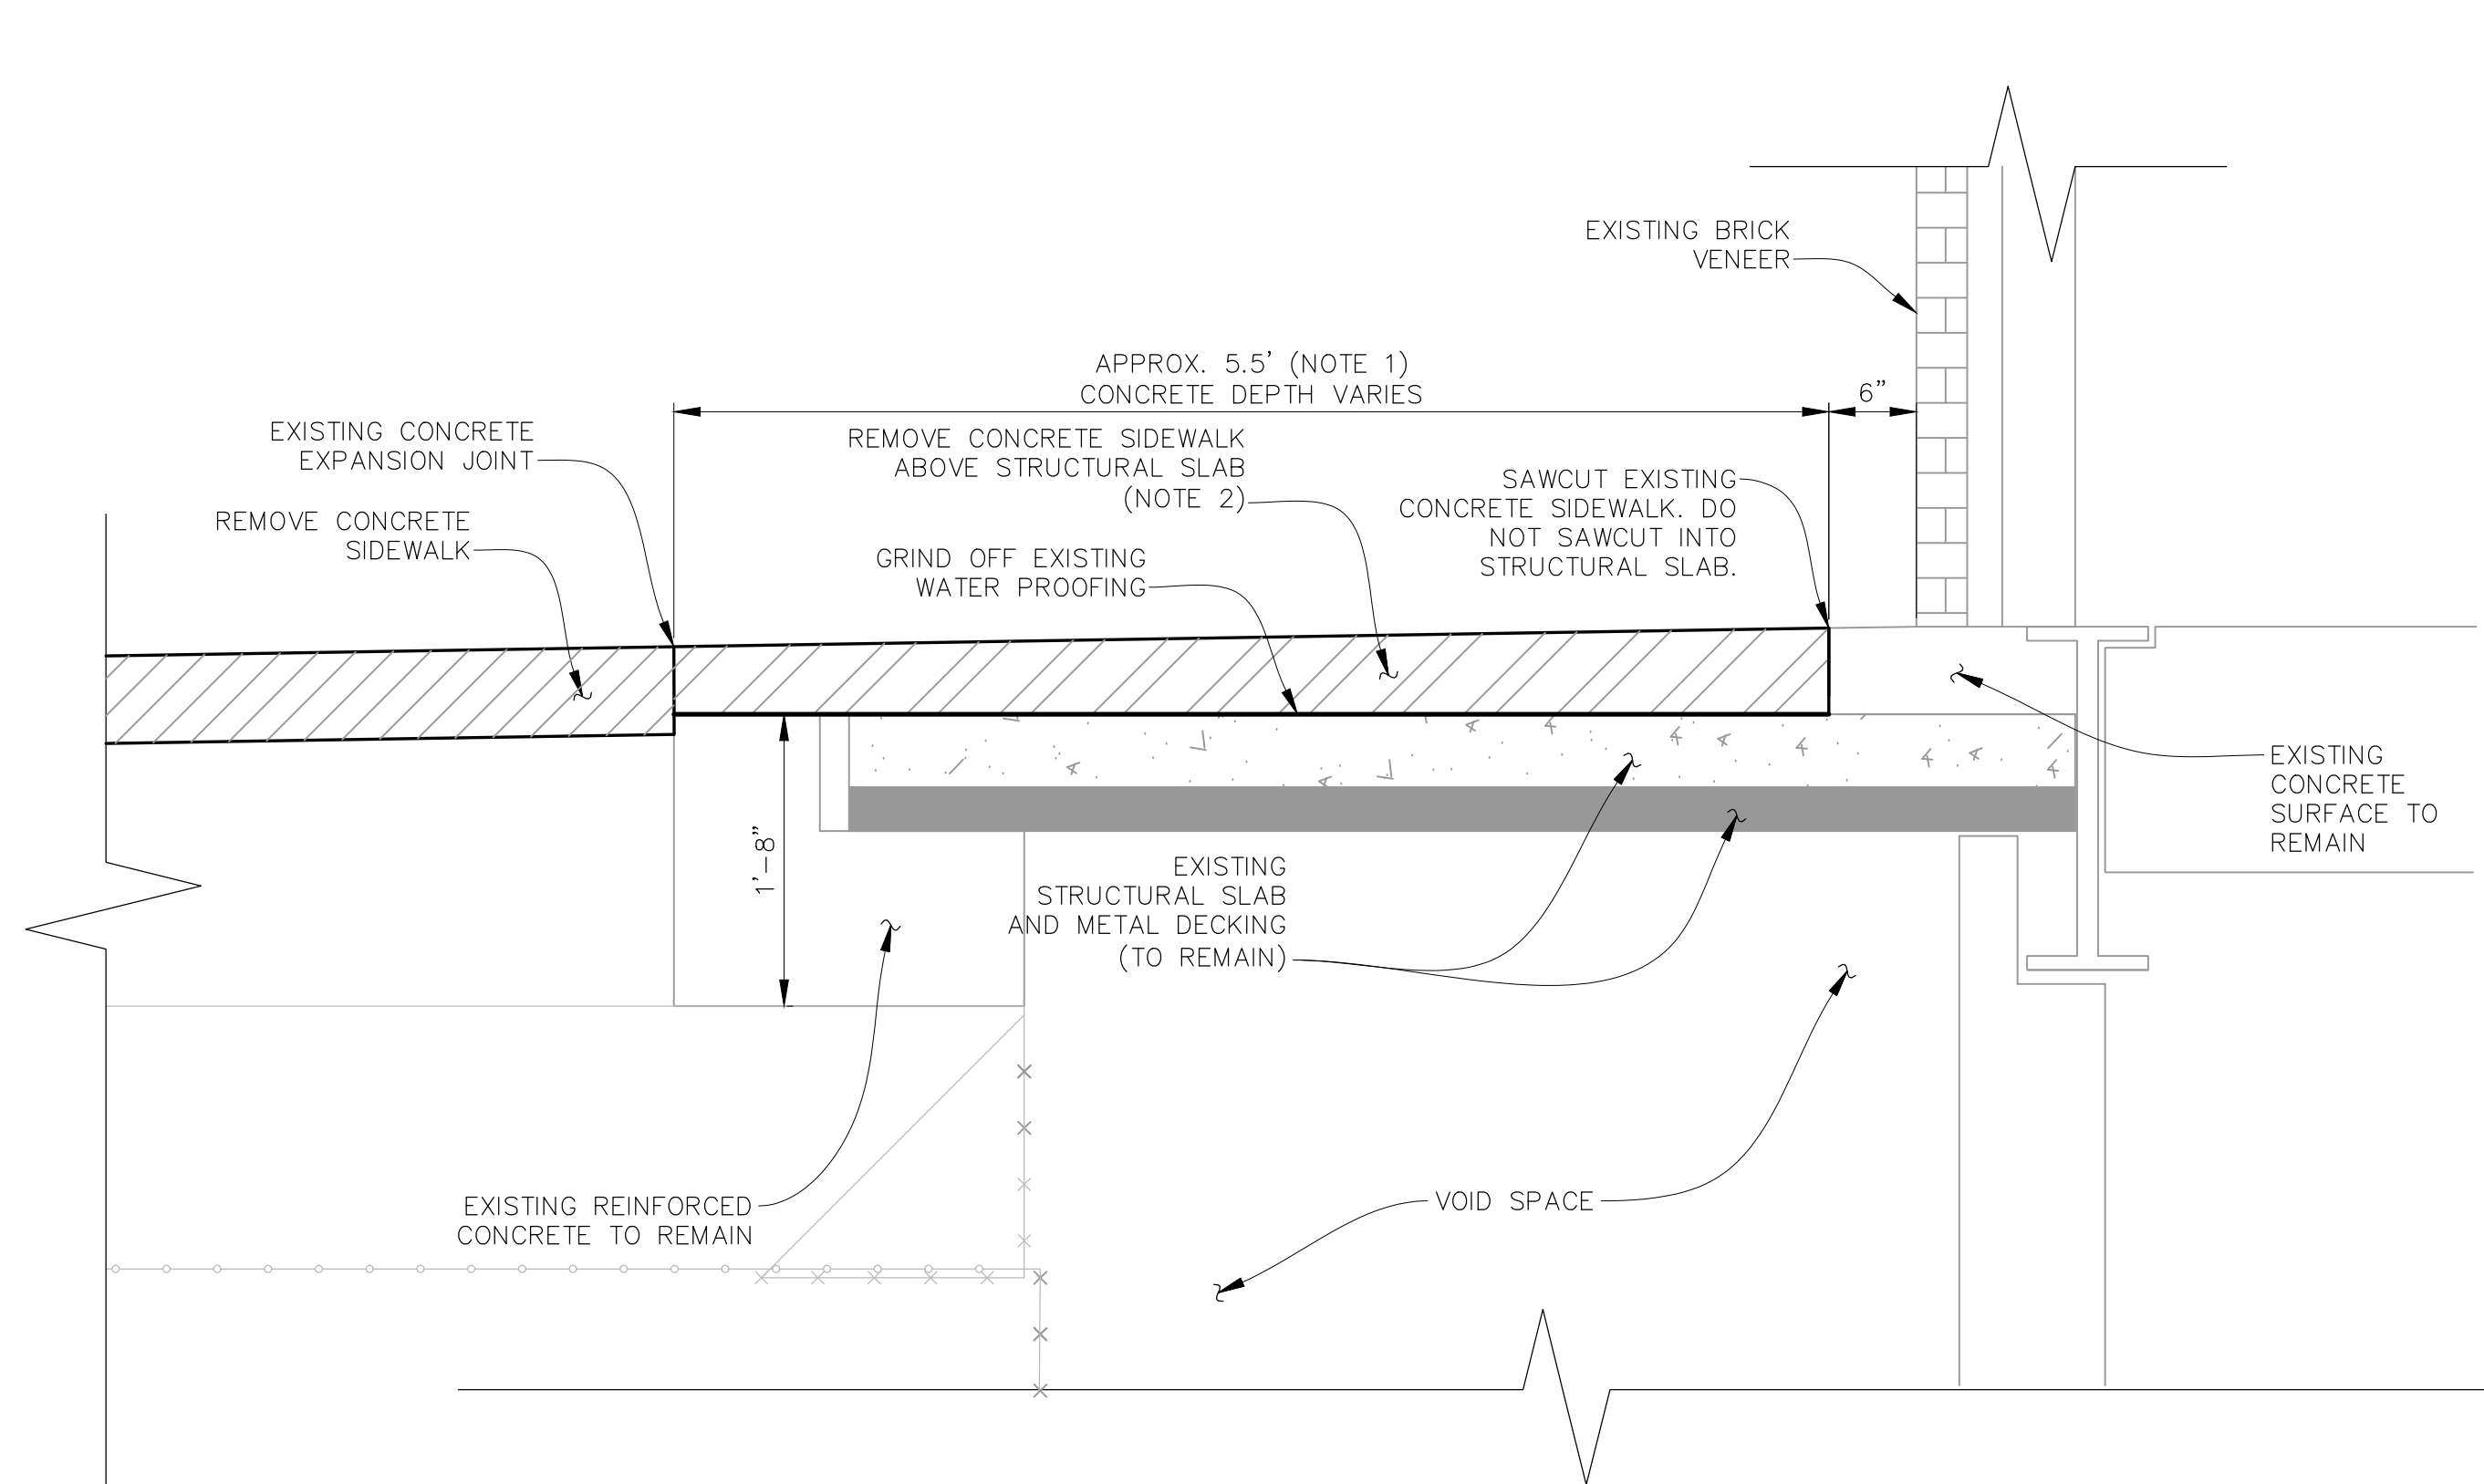 EXISTING BRICK
VENEER
APPROX. 5.5' (NOTE 1)
CONCRETE DEPTH VARIES
6"
EXISTING CONCRETE
EXPANSION JOINT
REMOVE CONCRETE SIDEWALK
ABOVE STRUCTURAL SLAB
(NOTE 2)
SAWCUT EXISTING
CONCRETE SIDEWALK. DO
NOT SAWCUT INTO
STRUCTURAL SLAB.
REMOVE CONCRETE
SIDEWALK
GRIND OFF EXISTING
WATER PROOFING
EXISTING
CONCRETE
SURFACE TO
REMAIN
1'-8"
EXISTING
STRUCTURAL SLAB
AND METAL DECKING
(TO REMAIN)
EXISTING REINFORCED
CONCRETE TO REMAIN
VOID SPACE